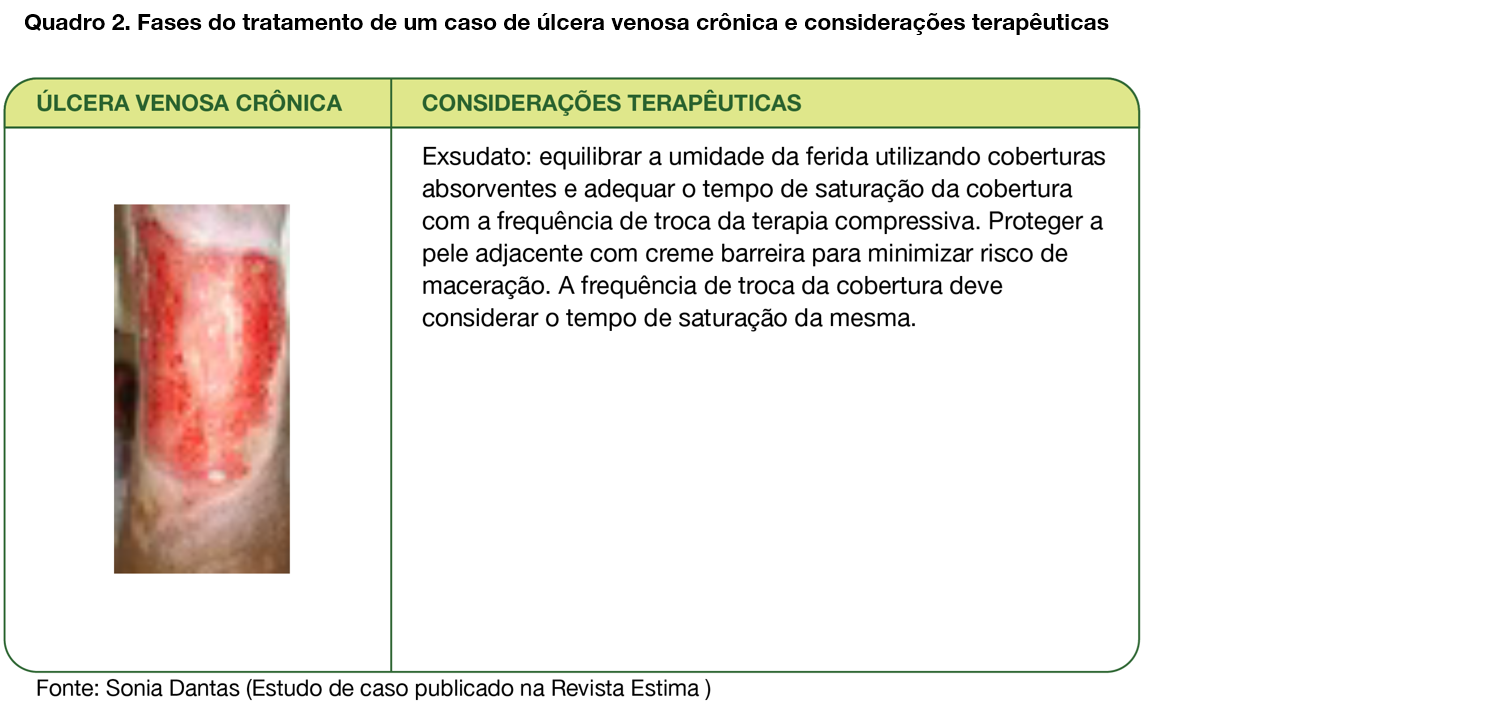 Quadro 2. Fases do tratamento de um caso de úlcera venosa crônica e considerações terapêuticas
ÚLCERA VENOSA CRÔNICA
CONSIDERAÇÕES TERAPÊUTICAS
Exsudato: equilibrar a umidade da ferida utilizando coberturas
absorventes e adequar o tempo de saturação da cobertura
com a frequência de troca da terapia compressiva. Proteger a
pele adjacente com creme barreira para minimizar risco de
maceração. A frequência de troca da cobertura deve
considerar o tempo de saturação da mesma.
Fonte: Sonia Dantas (Estudo de caso publicado na Revista Estima )